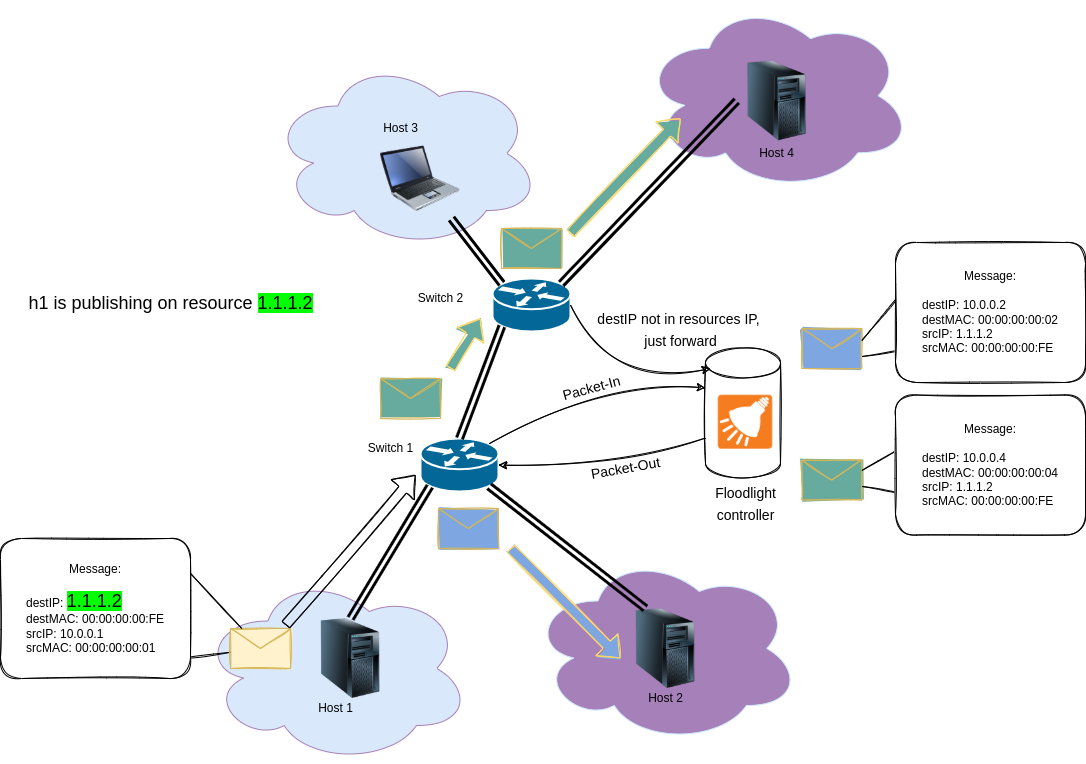 Host 3
Host 4
Switch 2
h1 is publishing on resource 1.1.1.2
destIP not in resources IP,
just forward
Message:
destIP: 10.0.0.2
destMAC: 00:00:00:00:02
srcIP: 1.1.1.2
srcMAC: 00:00:00:00:FE
Packet-In
Switch 1
Packet-Out
Floodlight
controller
Message:
destIP: 10.0.0.4
destMAC: 00:00:00:00:04
srcIP: 1.1.1.2
srcMAC: 00:00:00:00:FE
Message:
destIP: 1.1.1.2
destMAC: 00:00:00:00:FE
srcIP: 10.0.0.1
srcMAC: 00:00:00:00:01
Host 1
Host 2